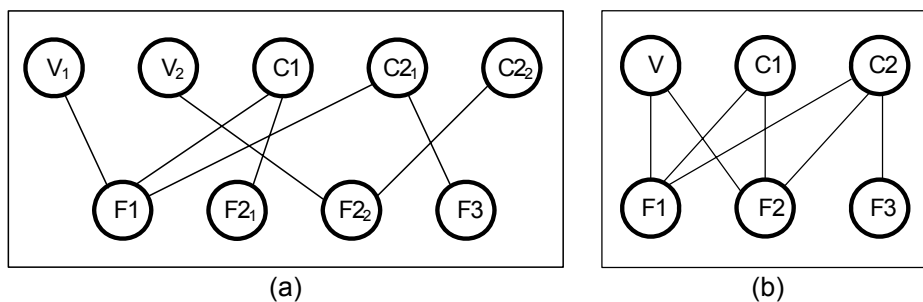 V₁ V₂ C1 C2₁ C2₂ V C1 C2
F1 F2₁ F2₂ F3 F1 F2 F3
(a) (b)